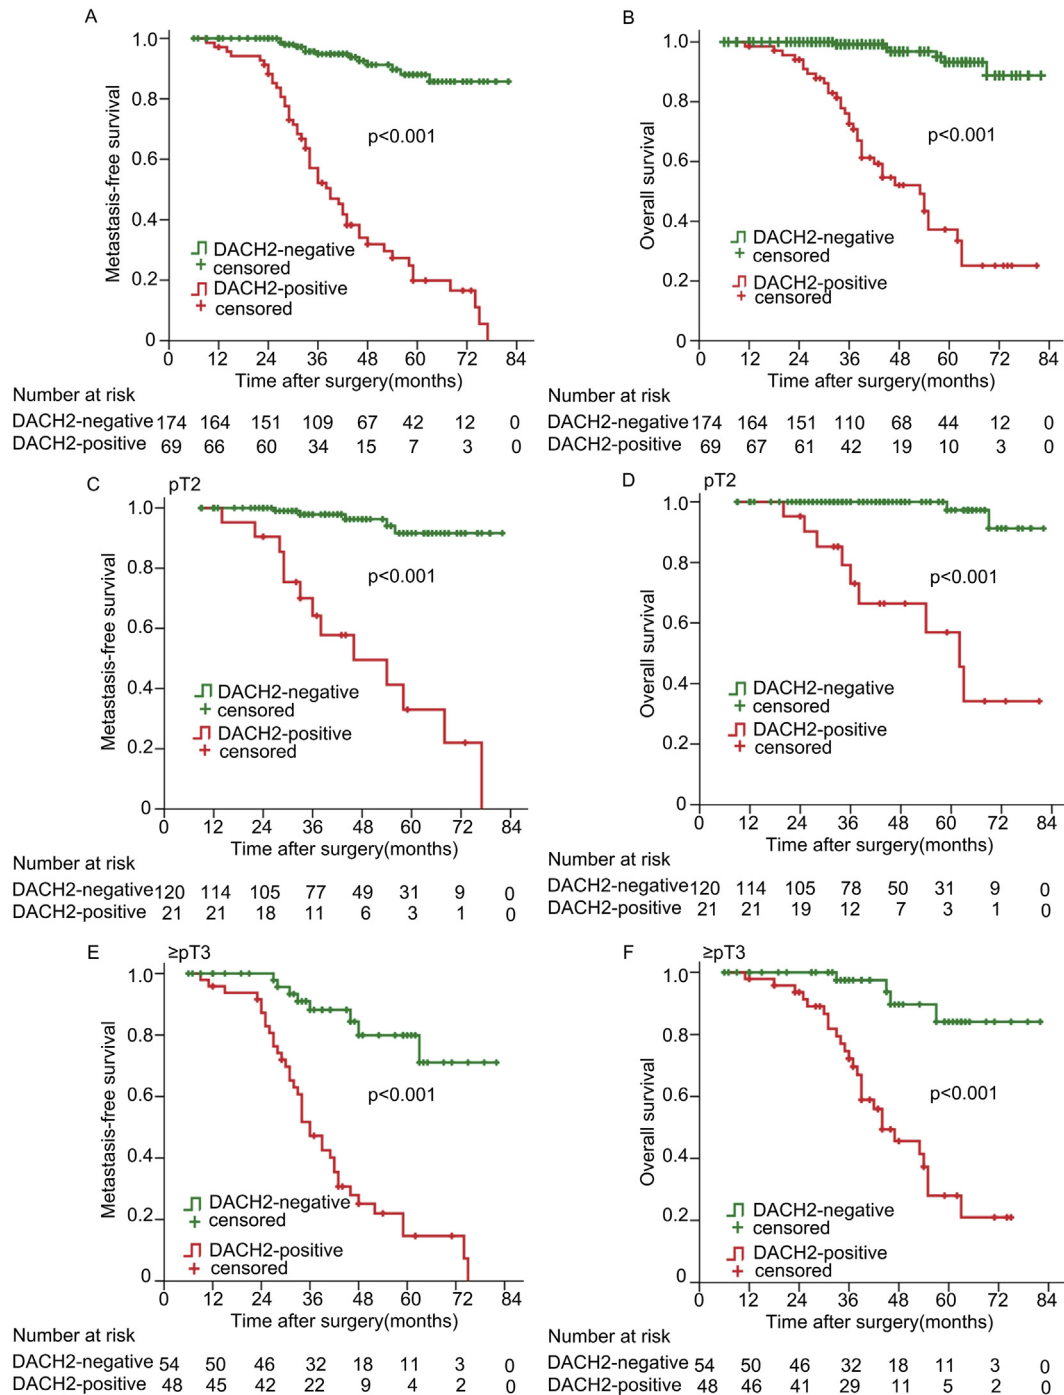 A
1.0
0.8
0.6
0.4
0.2
0
Metastasis-free survival
p<0.001
DACH2-negative
censored
DACH2-positive
censored
0 12 24 36 48 60 72 84
Time after surgery(months)
Number at risk
DACH2-negative 174 164 151 109 67 42 12 0
DACH2-positive 69 66 60 34 15 7 3 0
B
1.0
0.8
0.6
0.4
0.2
0
Overall survival
p<0.001
DACH2-negative
censored
DACH2-positive
censored
0 12 24 36 48 60 72 84
Time after surgery(months)
Number at risk
DACH2-negative 174 164 151 110 68 44 12 0
DACH2-positive 69 67 61 42 19 10 3 0
C
pT2
1.0
0.8
0.6
0.4
0.2
0
Metastasis-free survival
p<0.001
DACH2-negative
censored
DACH2-positive
censored
0 12 24 36 48 60 72 84
Time after surgery(months)
Number at risk
DACH2-negative 120 114 105 77 49 31 9 0
DACH2-positive 21 21 18 11 6 3 1 0
D
pT2
1.0
0.8
0.6
0.4
0.2
0
Overall survival
p<0.001
DACH2-negative
censored
DACH2-positive
censored
0 12 24 36 48 60 72 84
Time after surgery(months)
Number at risk
DACH2-negative 120 114 105 78 50 31 9 0
DACH2-positive 21 21 19 12 7 3 1 0
E
≥pT3
1.0
0.8
0.6
0.4
0.2
0
Metastasis-free survival
p<0.001
DACH2-negative
censored
DACH2-positive
censored
0 12 24 36 48 60 72 84
Time after surgery(months)
Number at risk
DACH2-negative 54 50 46 32 18 11 3 0
DACH2-positive 48 45 42 22 9 4 2 0
F
≥pT3
1.0
0.8
0.6
0.4
0.2
0
Overall survival
p<0.001
DACH2-negative
censored
DACH2-positive
censored
0 12 24 36 48 60 72 84
Time after surgery(months)
Number at risk
DACH2-negative 54 50 46 32 18 11 3 0
DACH2-positive 48 46 41 29 11 5 2 0